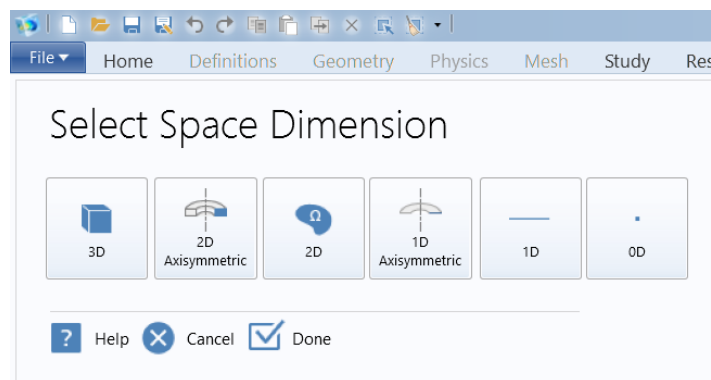 File Home Definitions Geometry Physics Mesh Study Res
Select Space Dimension
3D
2D
Axisymmetric
Ω
2D
1D
Axisymmetric
1D
0D
? Help Cancel Done